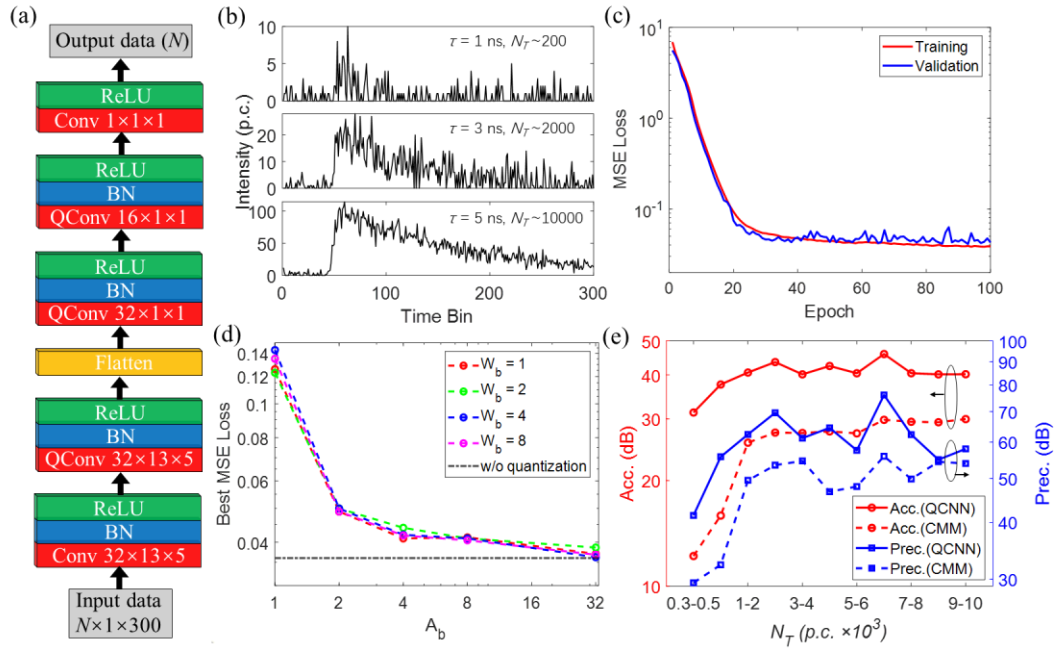 (a)
Output data (N)
ReLU
Conv 1×1×1
ReLU
BN
QConv 16×1×1
ReLU
BN
QConv 32×1×1
Flatten
ReLU
BN
QConv 32×13×5
ReLU
BN
Conv 32×13×5
Input data
N×1×300
(b)
Intensity (p.c.)
10
5
0
τ = 1 ns, N_T~200
20
10
0
τ = 3 ns, N_T~2000
100
50
0
τ = 5 ns, N_T~10000
0 100 200 300
Time Bin
(c)
MSE Loss
10^1
10^0
10^-1
Training
Validation
0 20 40 60 80 100
Epoch
(d)
Best MSE Loss
0.14
0.12
0.1
0.08
0.06
0.04
W_b = 1
W_b = 2
W_b = 4
W_b = 8
w/o quantization
1 2 4 8 16 32
A_b
(e)
Acc. (dB)
50
40
30
20
10
Prec. (dB)
100
90
80
70
60
50
40
30
Acc.(QCNN)
Acc.(CMM)
Prec.(QCNN)
Prec.(CMM)
0.3-0.5 1-2 3-4 5-6 7-8 9-10
N_T (p.c. ×10^3)